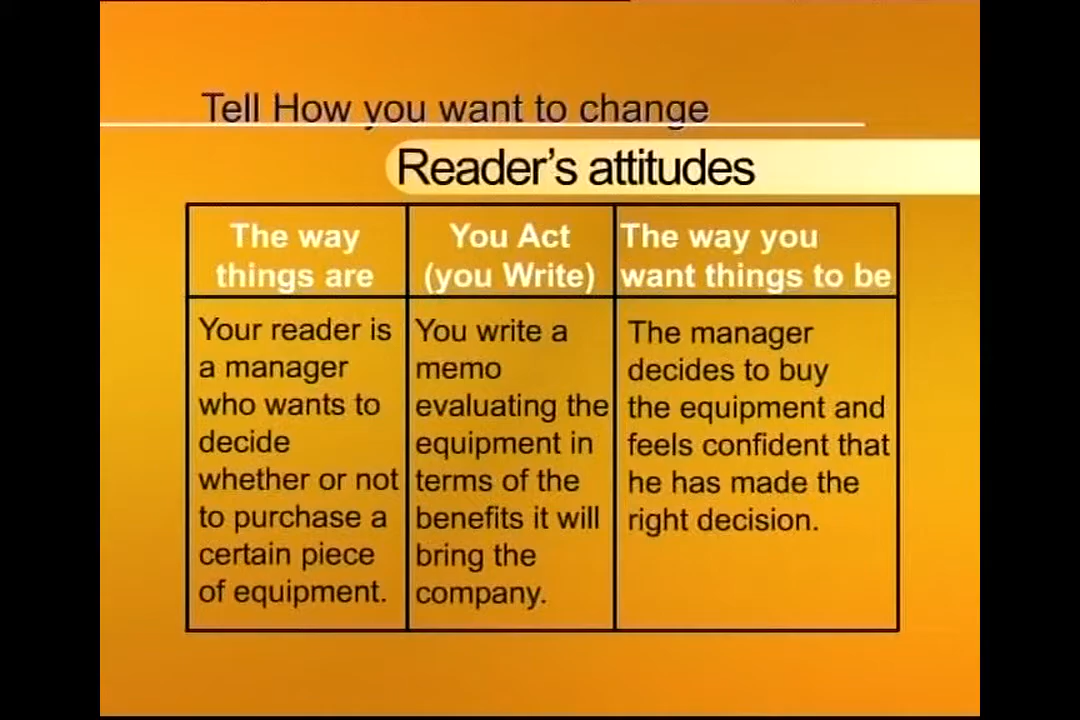 Tell How you want to change
Reader's attitudes
The way
things are
You Act
(you Write)
The way you
want things to be
Your reader is
a manager
who wants to
decide
whether or not
to purchase a
certain piece
of equipment.
You write a
memo
evaluating the
equipment in
terms of the
benefits it will
bring the
company.
The manager
decides to buy
the equipment and
feels confident that
he has made the
right decision.